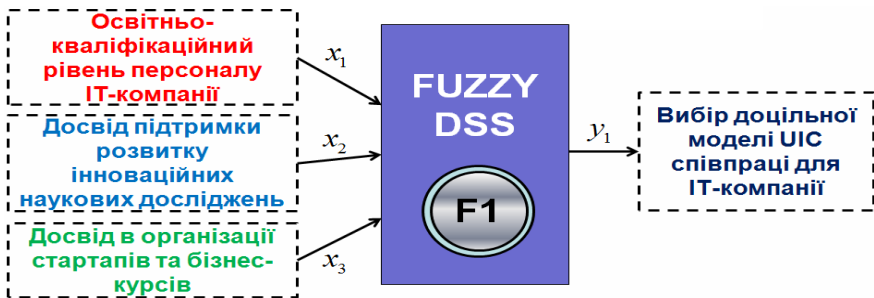 Освітньо-
кваліфікаційний
рівень персоналу
ІТ-компанії
x₁
Досвід підтримки
розвитку
інноваційних
наукових досліджень
x₂
Досвід в організації
стартапів та бізнес-
курсів
x₃
FUZZY
DSS
F1
y₁
Вибір доцільної
моделі UIC
співпраці для
ІТ-компанії